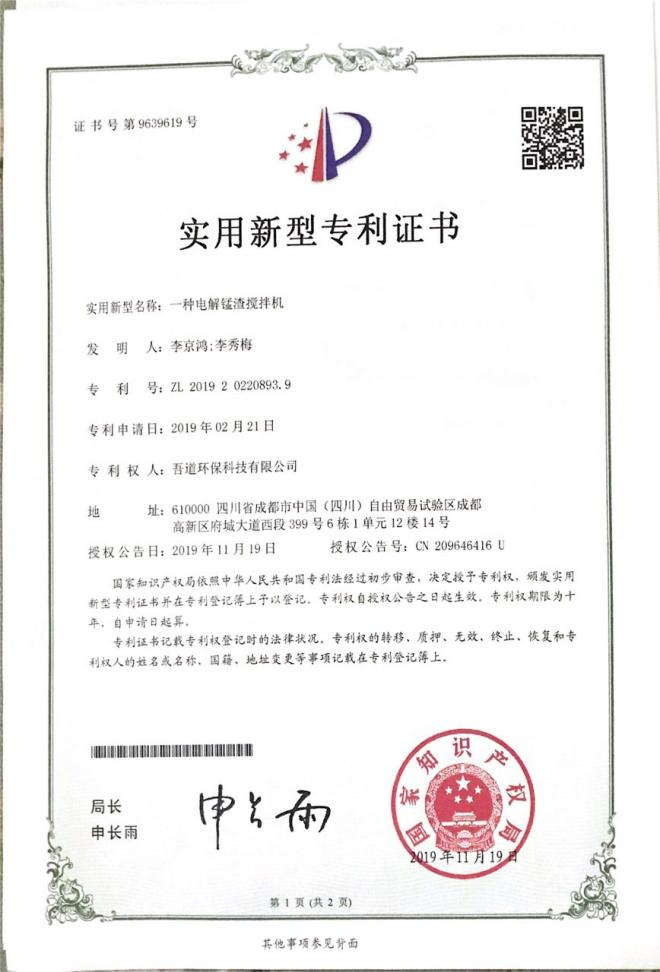 证书号第9639619号
实用新型专利证书
实用新型名称：一种电解锰渣搅拌机
发 明 人：李京鸿;李秀梅
专 利 号：ZL 2019 2 0220893.9
专利申请日：2019年02月21日
专 利 权 人：吾道环保科技有限公司
地 址：610000 四川省成都市中国（四川）自由贸易试验区成都
高新区府城大道西段399号6栋1单元12楼14号
授权公告日：2019年11月19日 授权公告号：CN 209646416 U
国家知识产权局依照中华人民共和国专利法经过初步审查，决定授予专利权，颁发实用
新型专利证书并在专利登记簿上予以登记。专利权自授权公告之日起生效。专利权期限为十
年，自申请日起算。
专利证书记载专利权登记时的法律状况。专利权的转移、质押、无效、终止、恢复和专
利权人的姓名或名称、国籍、地址变更等事项记载在专利登记簿上。
局长
申长雨
申长雨
国家知识产权局
2019年11月19日
第 1 页 (共 2 页)
其他事项参见背面